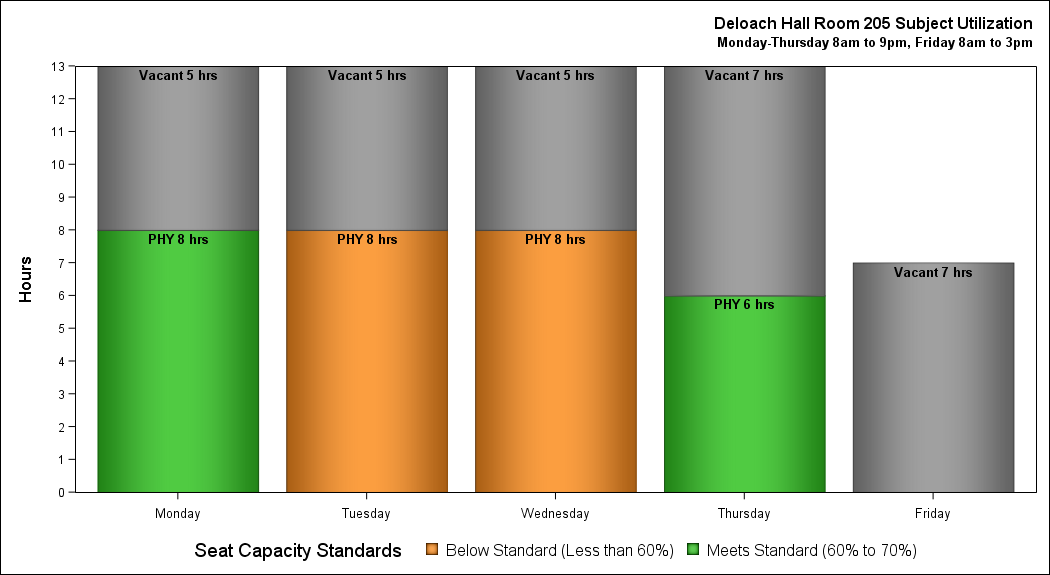 Deloach Hall Room 205 Subject Utilization
Monday-Thursday 8am to 9pm, Friday 8am to 3pm
13
12
11
10
9
8
7
6
5
4
3
2
1
0
Hours
Vacant 5 hrs
Vacant 5 hrs
Vacant 5 hrs
Vacant 7 hrs
PHY 8 hrs
PHY 8 hrs
PHY 8 hrs
Vacant 7 hrs
PHY 6 hrs
Monday
Tuesday
Wednesday
Thursday
Friday
Seat Capacity Standards
Below Standard (Less than 60%)
Meets Standard (60% to 70%)